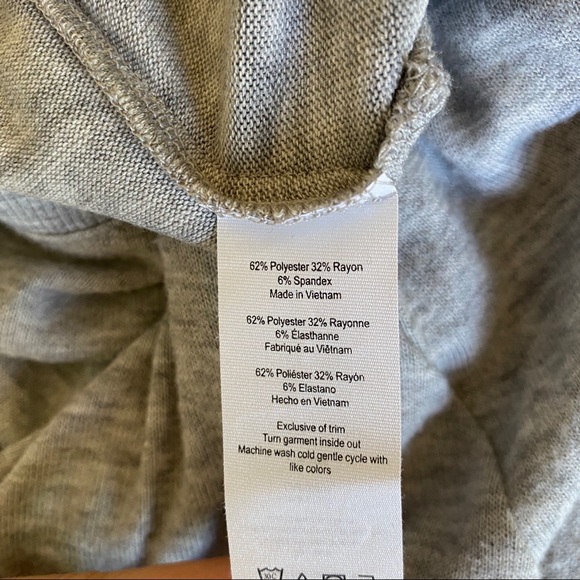 62% Polyester 32% Rayon
6% Spandex
Made in Vietnam
62% Polyester 32% Rayonne
6% Élasthanne
Fabriqué au Viêtnam
62% Poliéster 32% Rayón
6% Elastano
Hecho en Vietnam
Exclusive of trim
Turn garment inside out
Machine wash cold gentle cycle with
like colors